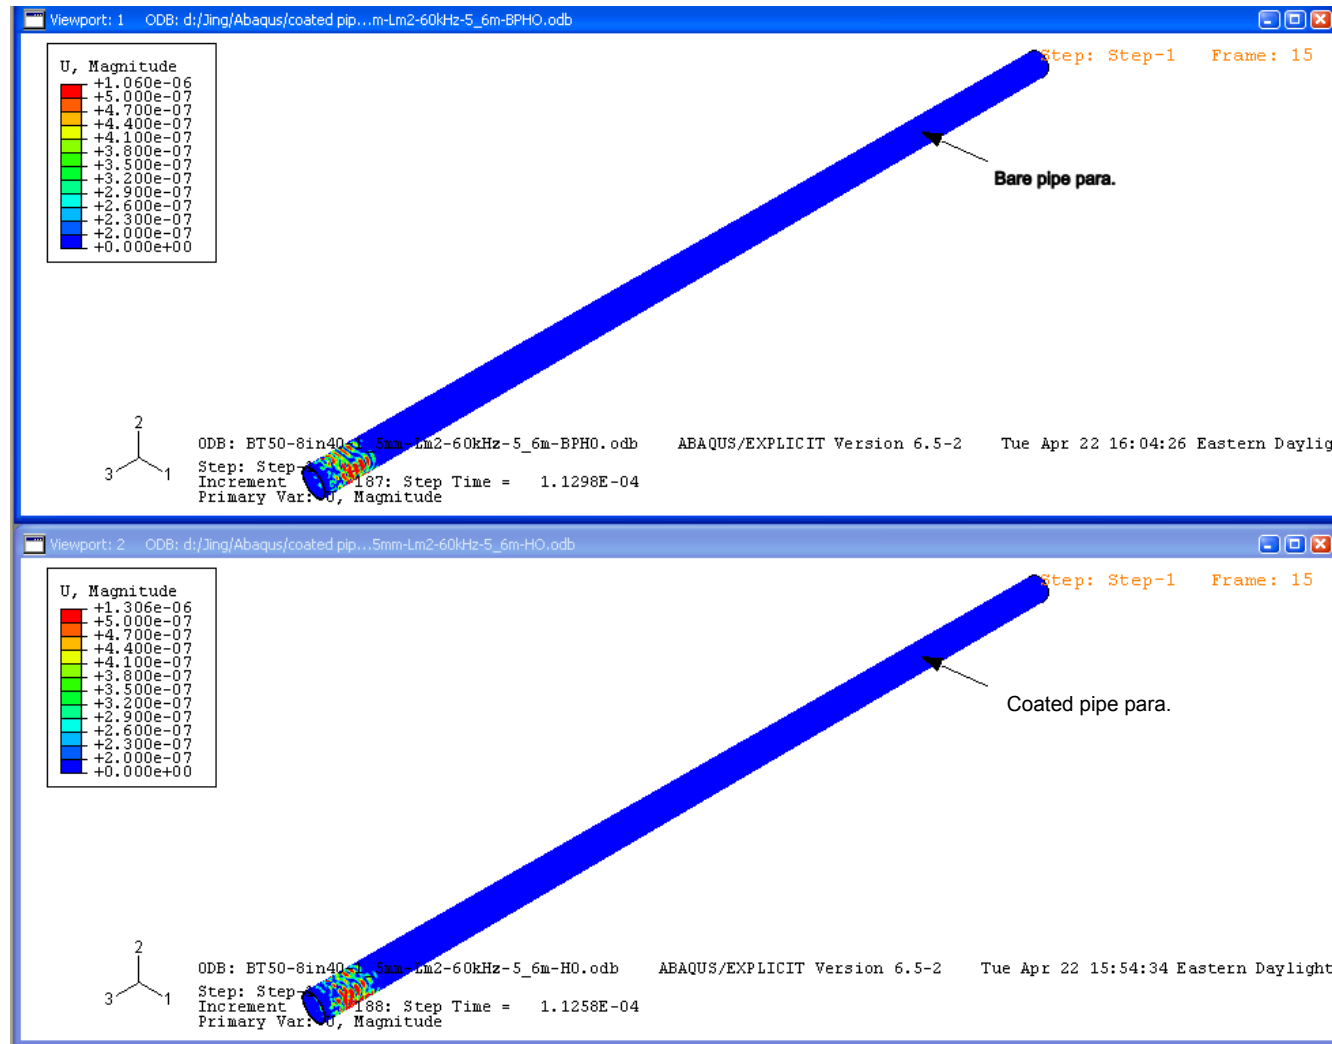 Viewport: 1 ODB: d:/Jing/Abaqus/coated pip...m-Lm2-60kHz-5_6m-BPHO.odb
U, Magnitude
+1.060e-06
+5.000e-07
+4.700e-07
+4.400e-07
+4.100e-07
+3.800e-07
+3.500e-07
+3.200e-07
+2.900e-07
+2.600e-07
+2.300e-07
+2.000e-07
+0.000e+00
Step: Step-1 Frame: 15
Bare pipe para.
2
3
1
ODB: BT50-8in40- _5mm-Lm2-60kHz-5_6m-BPHO.odb ABAQUS/EXPLICIT Version 6.5-2 Tue Apr 22 16:04:26 Eastern Daylig
Step: Step-
Increment 187: Step Time = 1.1298E-04
Primary Var: U, Magnitude
Viewport: 2 ODB: d:/Jing/Abaqus/coated pip...5mm-Lm2-60kHz-5_6m-HO.odb
U, Magnitude
+1.306e-06
+5.000e-07
+4.700e-07
+4.400e-07
+4.100e-07
+3.800e-07
+3.500e-07
+3.200e-07
+2.900e-07
+2.600e-07
+2.300e-07
+2.000e-07
+0.000e+00
Step: Step-1 Frame: 15
Coated pipe para.
2
3
1
ODB: BT50-8in40- _5mm-Lm2-60kHz-5_6m-HO.odb ABAQUS/EXPLICIT Version 6.5-2 Tue Apr 22 15:54:34 Eastern Daylight
Step: Step-
Increment 188: Step Time = 1.1258E-04
Primary Var: U, Magnitude